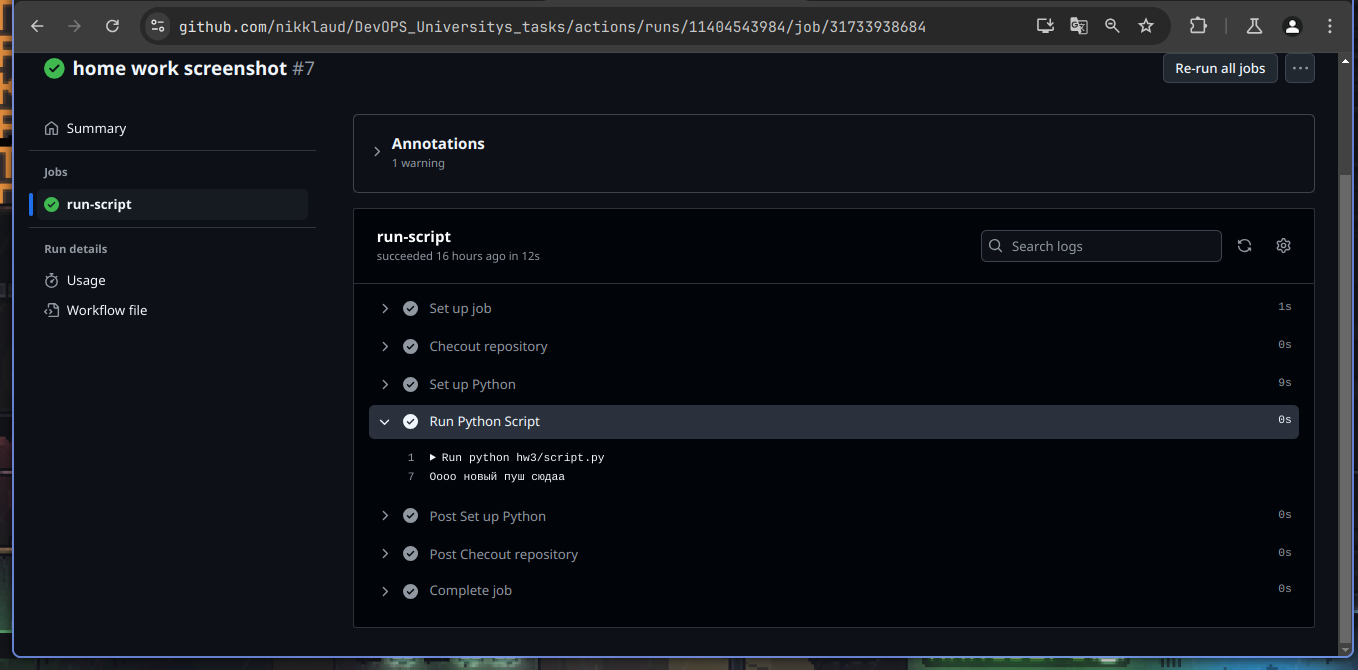 github.com/nikklaud/DevOPS_Universitys_tasks/actions/runs/11404543984/job/31733938684
home work screenshot #7
Re-run all jobs
Summary
Jobs
run-script
Run details
Usage
Workflow file
Annotations
1 warning
run-script
succeeded 16 hours ago in 12s
Search logs
Set up job 1s
Checout repository 0s
Set up Python 9s
Run Python Script 0s
1 Run python hw3/script.py
7 Оооо новый пуш сюдаа
Post Set up Python 0s
Post Checout repository 0s
Complete job 0s